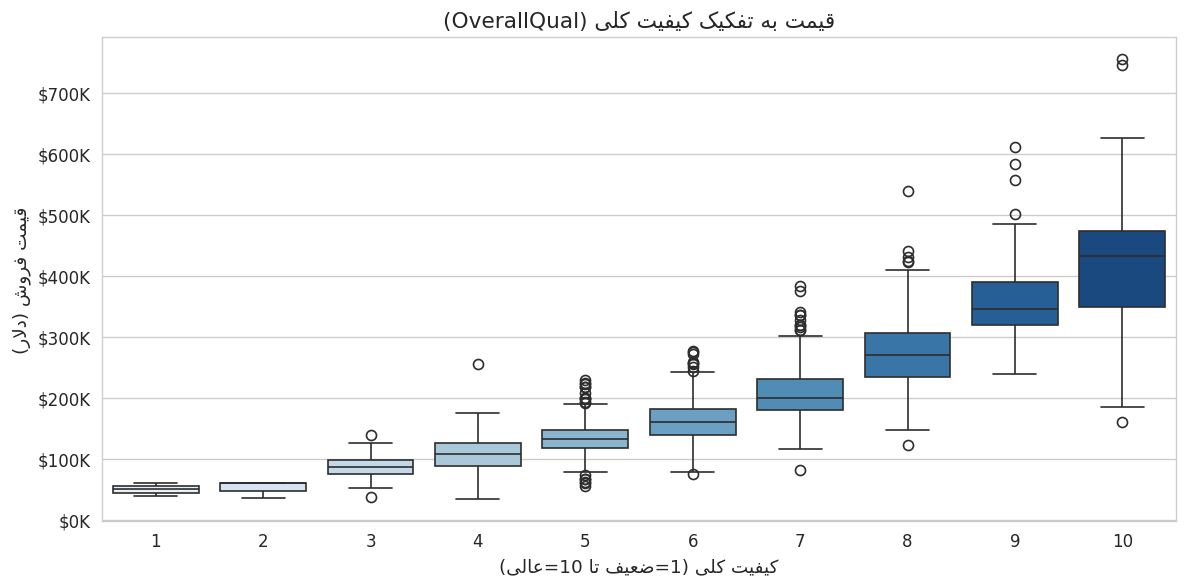 قیمت به تفکیک کیفیت کلی (OverallQual)
$700K
$600K
$500K
$400K
$300K
$200K
$100K
$0K
قیمت فروش (دلار)
1 2 3 4 5 6 7 8 9 10
کیفیت کلی (1=ضعیف تا 10=عالی)